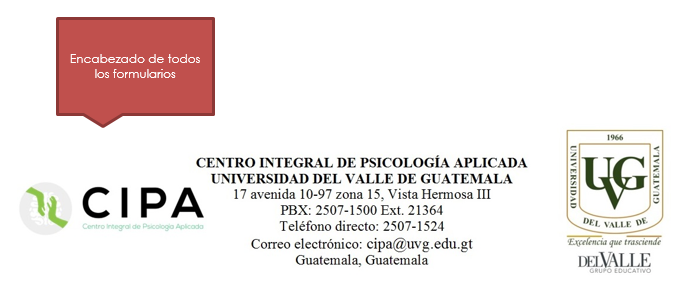 Encabezado de todos
los formularios
CIPA
Centro Integral de Psicología Aplicada
CENTRO INTEGRAL DE PSICOLOGÍA APLICADA
UNIVERSIDAD DEL VALLE DE GUATEMALA
17 avenida 10-97 zona 15, Vista Hermosa III
PBX: 2507-1500 Ext. 21364
Teléfono directo: 2507-1524
Correo electrónico: cipa@uvg.edu.gt
Guatemala, Guatemala
1966
UNIVERSIDAD
UVG
GUATEMALA
DEL VALLE DE
Excelencia que trasciende
DELVALLE
GRUPO EDUCATIVO